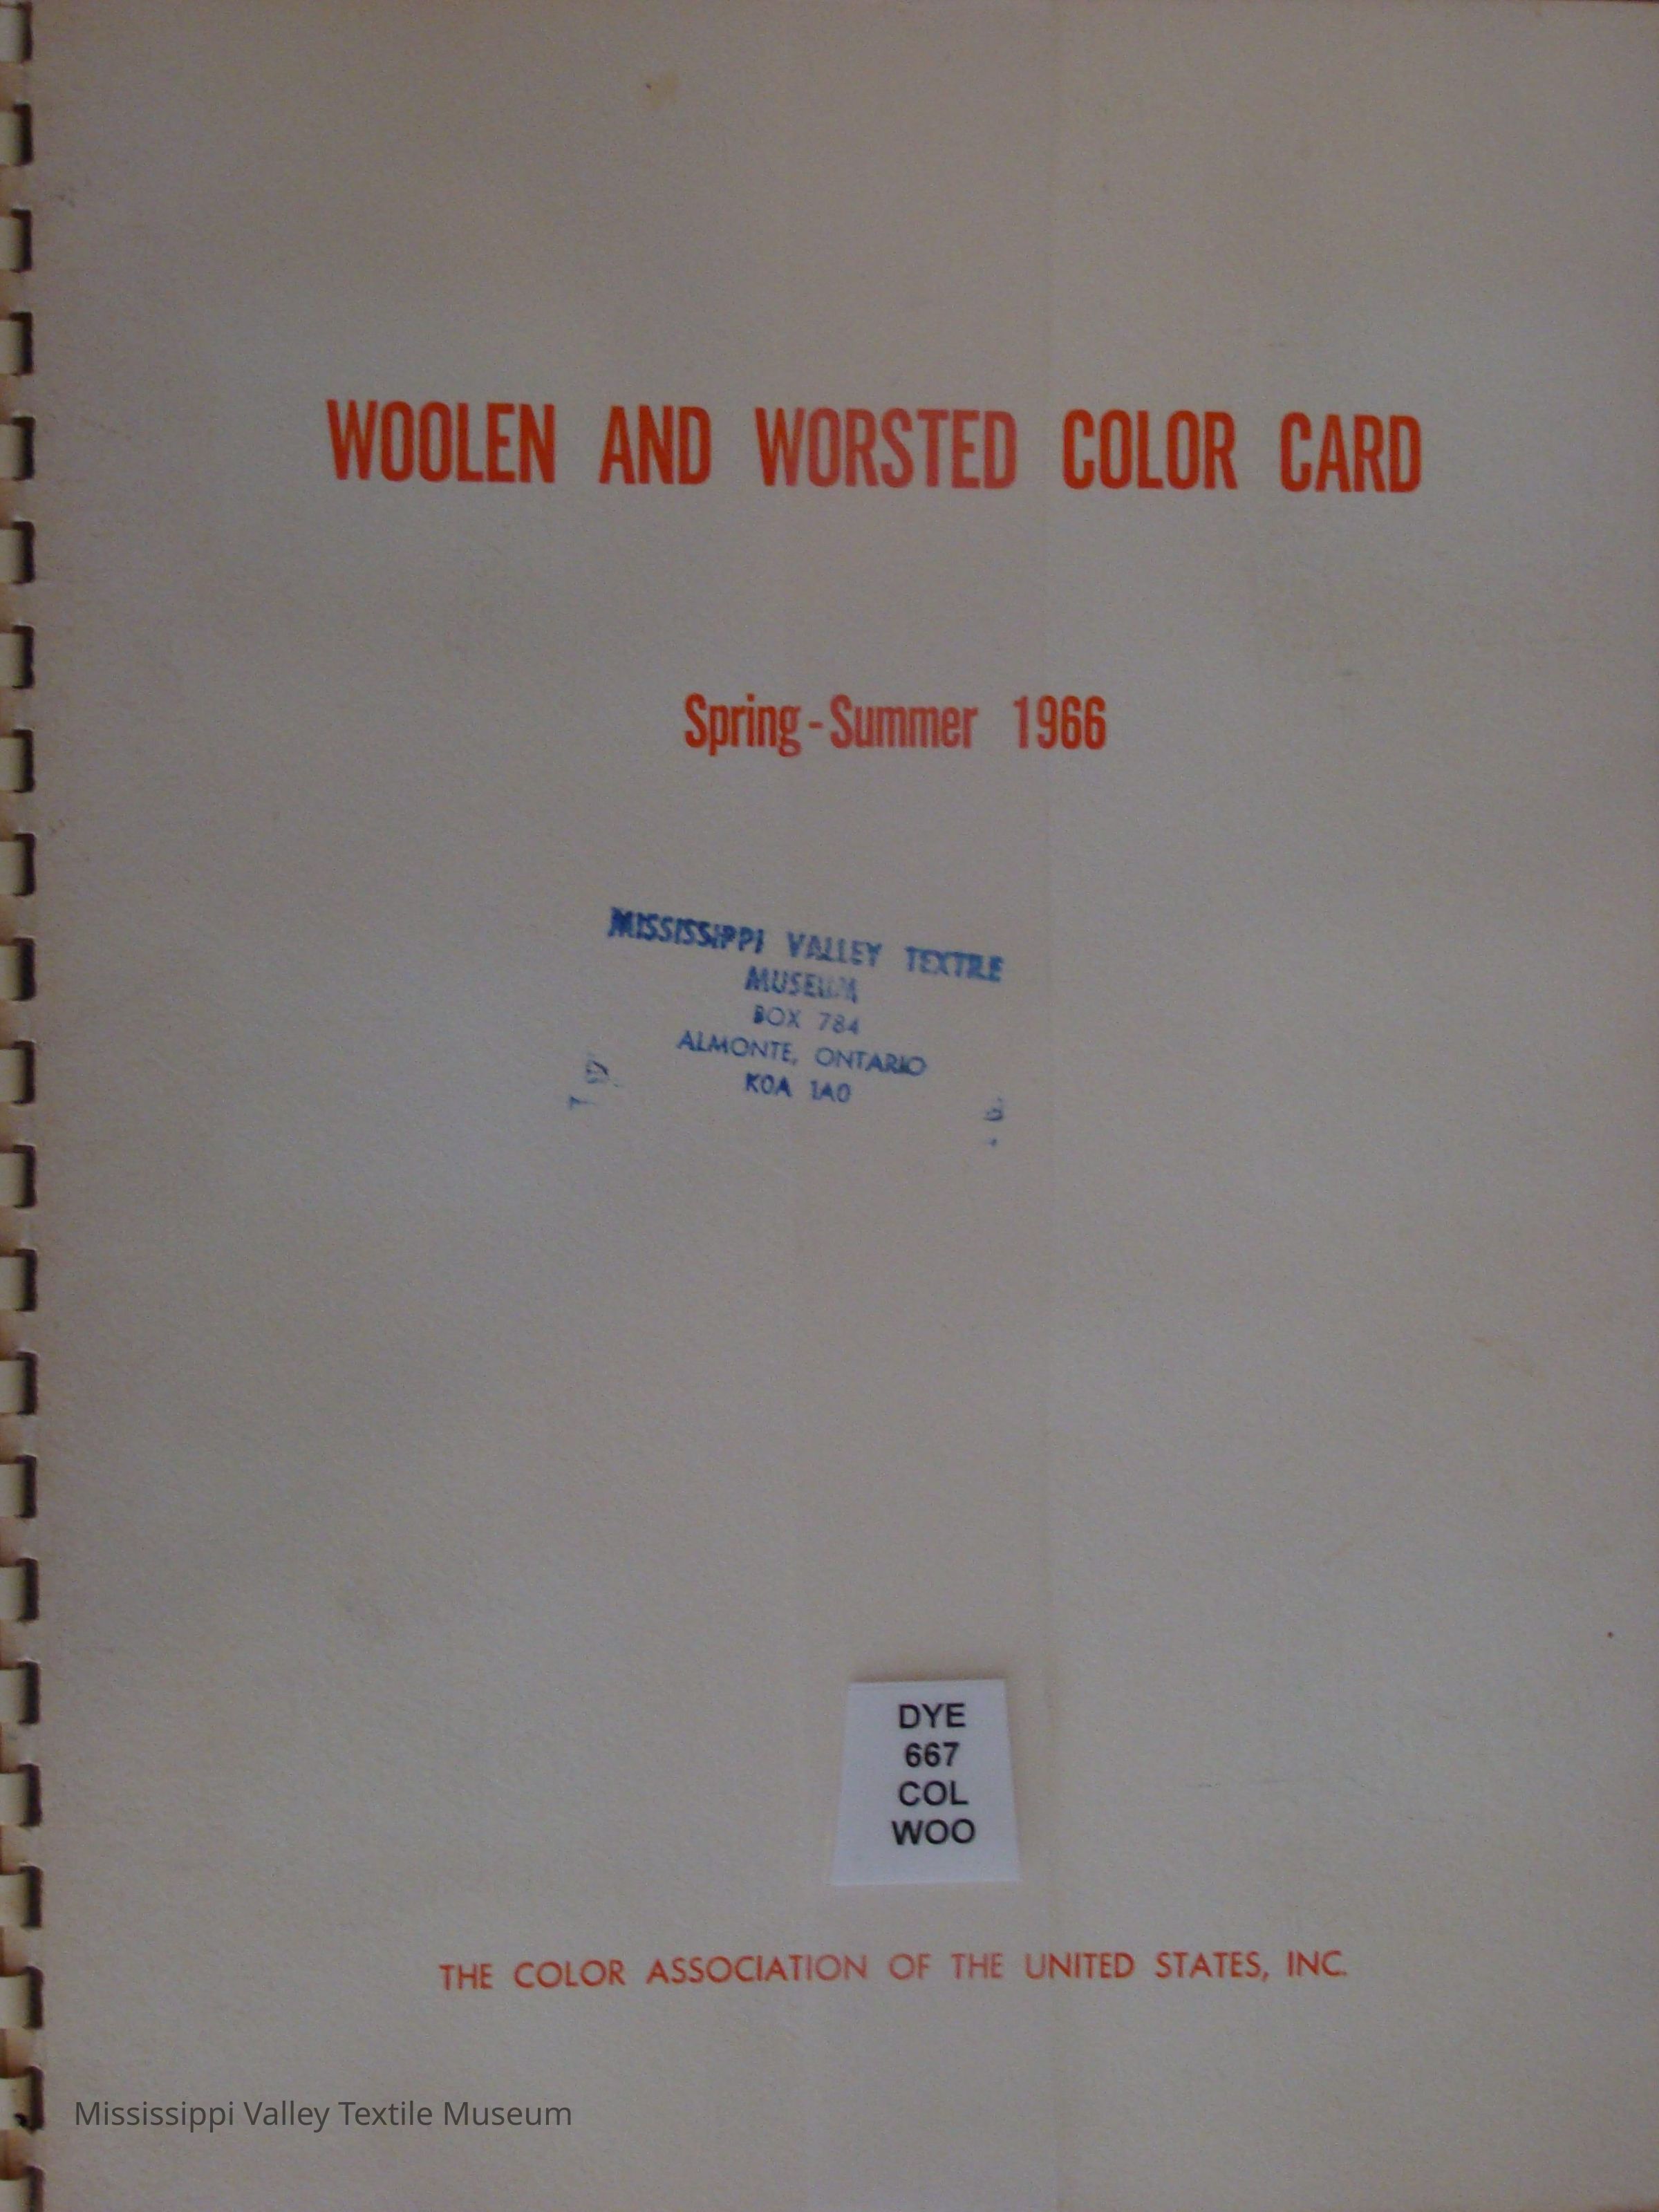 WOOLEN AND WORSTED COLOR CARD
Spring-Summer 1966
MISSISSIPPI VALLEY TEXTILE
MUSEUM
BOX 784
ALMONTE, ONTARIO
K0A 1A0
DYE
667
COL
WOO
THE COLOR ASSOCIATION OF THE UNITED STATES, INC.
Mississippi Valley Textile Museum